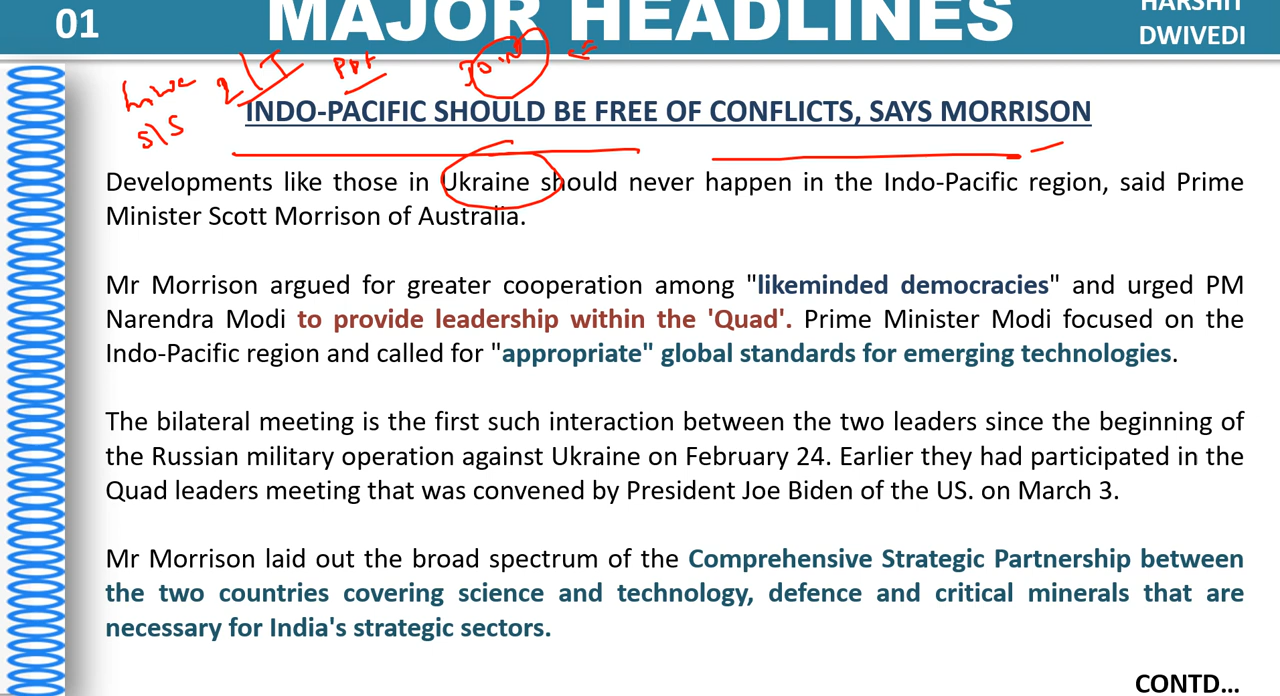 01
MAJOR HEADLINES
HARSHIT
DWIVEDI
INDO-PACIFIC SHOULD BE FREE OF CONFLICTS, SAYS MORRISON
Developments like those in Ukraine should never happen in the Indo-Pacific region, said Prime
Minister Scott Morrison of Australia.
Mr Morrison argued for greater cooperation among "likeminded democracies" and urged PM
Narendra Modi to provide leadership within the 'Quad'. Prime Minister Modi focused on the
Indo-Pacific region and called for "appropriate" global standards for emerging technologies.
The bilateral meeting is the first such interaction between the two leaders since the beginning of
the Russian military operation against Ukraine on February 24. Earlier they had participated in the
Quad leaders meeting that was convened by President Joe Biden of the US. on March 3.
Mr Morrison laid out the broad spectrum of the Comprehensive Strategic Partnership between
the two countries covering science and technology, defence and critical minerals that are
necessary for India's strategic sectors.
CONTD...